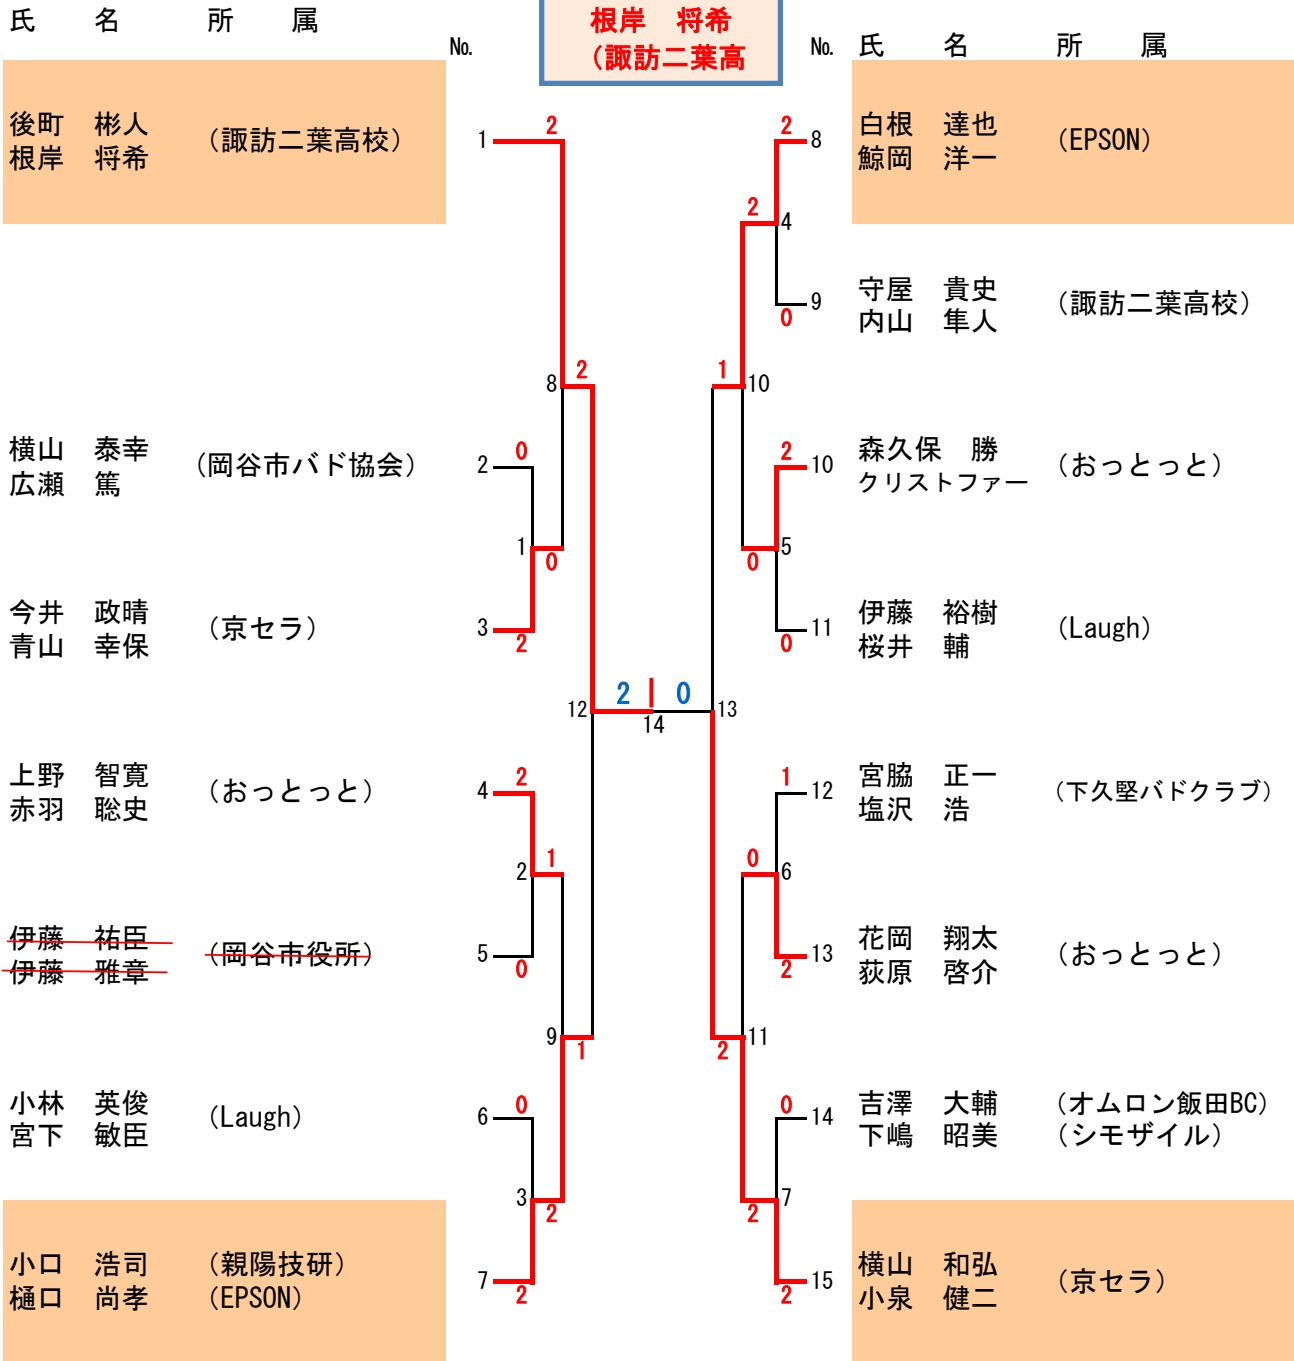 氏 名 所 属
根岸 将希
(諏訪二葉高
No.
No. 氏 名 所 属
後町 彬人
根岸 将希
(諏訪二葉高校)
1
2
2
8
白根 達也
鯨岡 洋一
(EPSON)
2
4
9
0
守屋 貴史
内山 隼人
(諏訪二葉高校)
8
2
1
10
横山 泰幸
広瀬 篤
(岡谷市バド協会)
2
0
2
10
森久保 勝
クリストファー
(おっとっと)
1
0
0
5
今井 政晴
青山 幸保
(京セラ)
3
2
0
11
伊藤 裕樹
桜井 輔
(Laugh)
12
2
0
13
14
上野 智寛
赤羽 聡史
(おっとっと)
4
2
1
12
宮脇 正一
塩沢 浩
(下久堅バドクラブ)
2
1
0
6
伊藤 祐臣
伊藤 雅章
(岡谷市役所)
5
0
2
13
花岡 翔太
荻原 啓介
(おっとっと)
9
1
2
11
小林 英俊
宮下 敏臣
(Laugh)
6
0
0
14
吉澤 大輔
下嶋 昭美
(オムロン飯田BC)
(シモザイル)
3
2
2
7
小口 浩司
樋口 尚孝
(親陽技研)
(EPSON)
7
2
2
15
横山 和弘
小泉 健二
(京セラ)